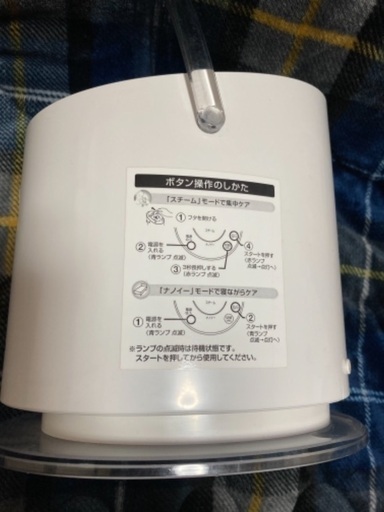 ボタン操作のしかた
「スチーム」モードで集中ケア
① フタを開ける
② 電源を
入れる
(青ランプ 点滅)
③ 3秒長押しする
(赤ランプ 点滅)
④
スタートを押す
(赤ランプ
点滅→点灯へ)
「ナノイー」モードで寝ながらケア
① 電源を
入れる
(青ランプ 点滅)
②
スタートを押す
(青ランプ
点滅→点灯へ)
※ランプの点滅時は待機状態です。
スタートを押してから使用してください。